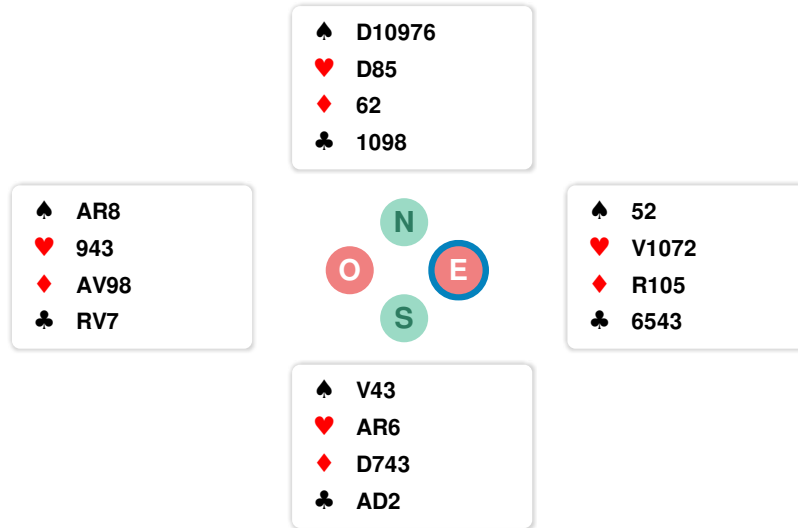 ♠ D10976
♥ D85
♦ 62
♣ 1098
♠ AR8
♥ 943
♦ AV98
♣ RV7
N
O E
S
♠ 52
♥ V1072
♦ R105
♣ 6543
♠ V43
♥ AR6
♦ D743
♣ AD2